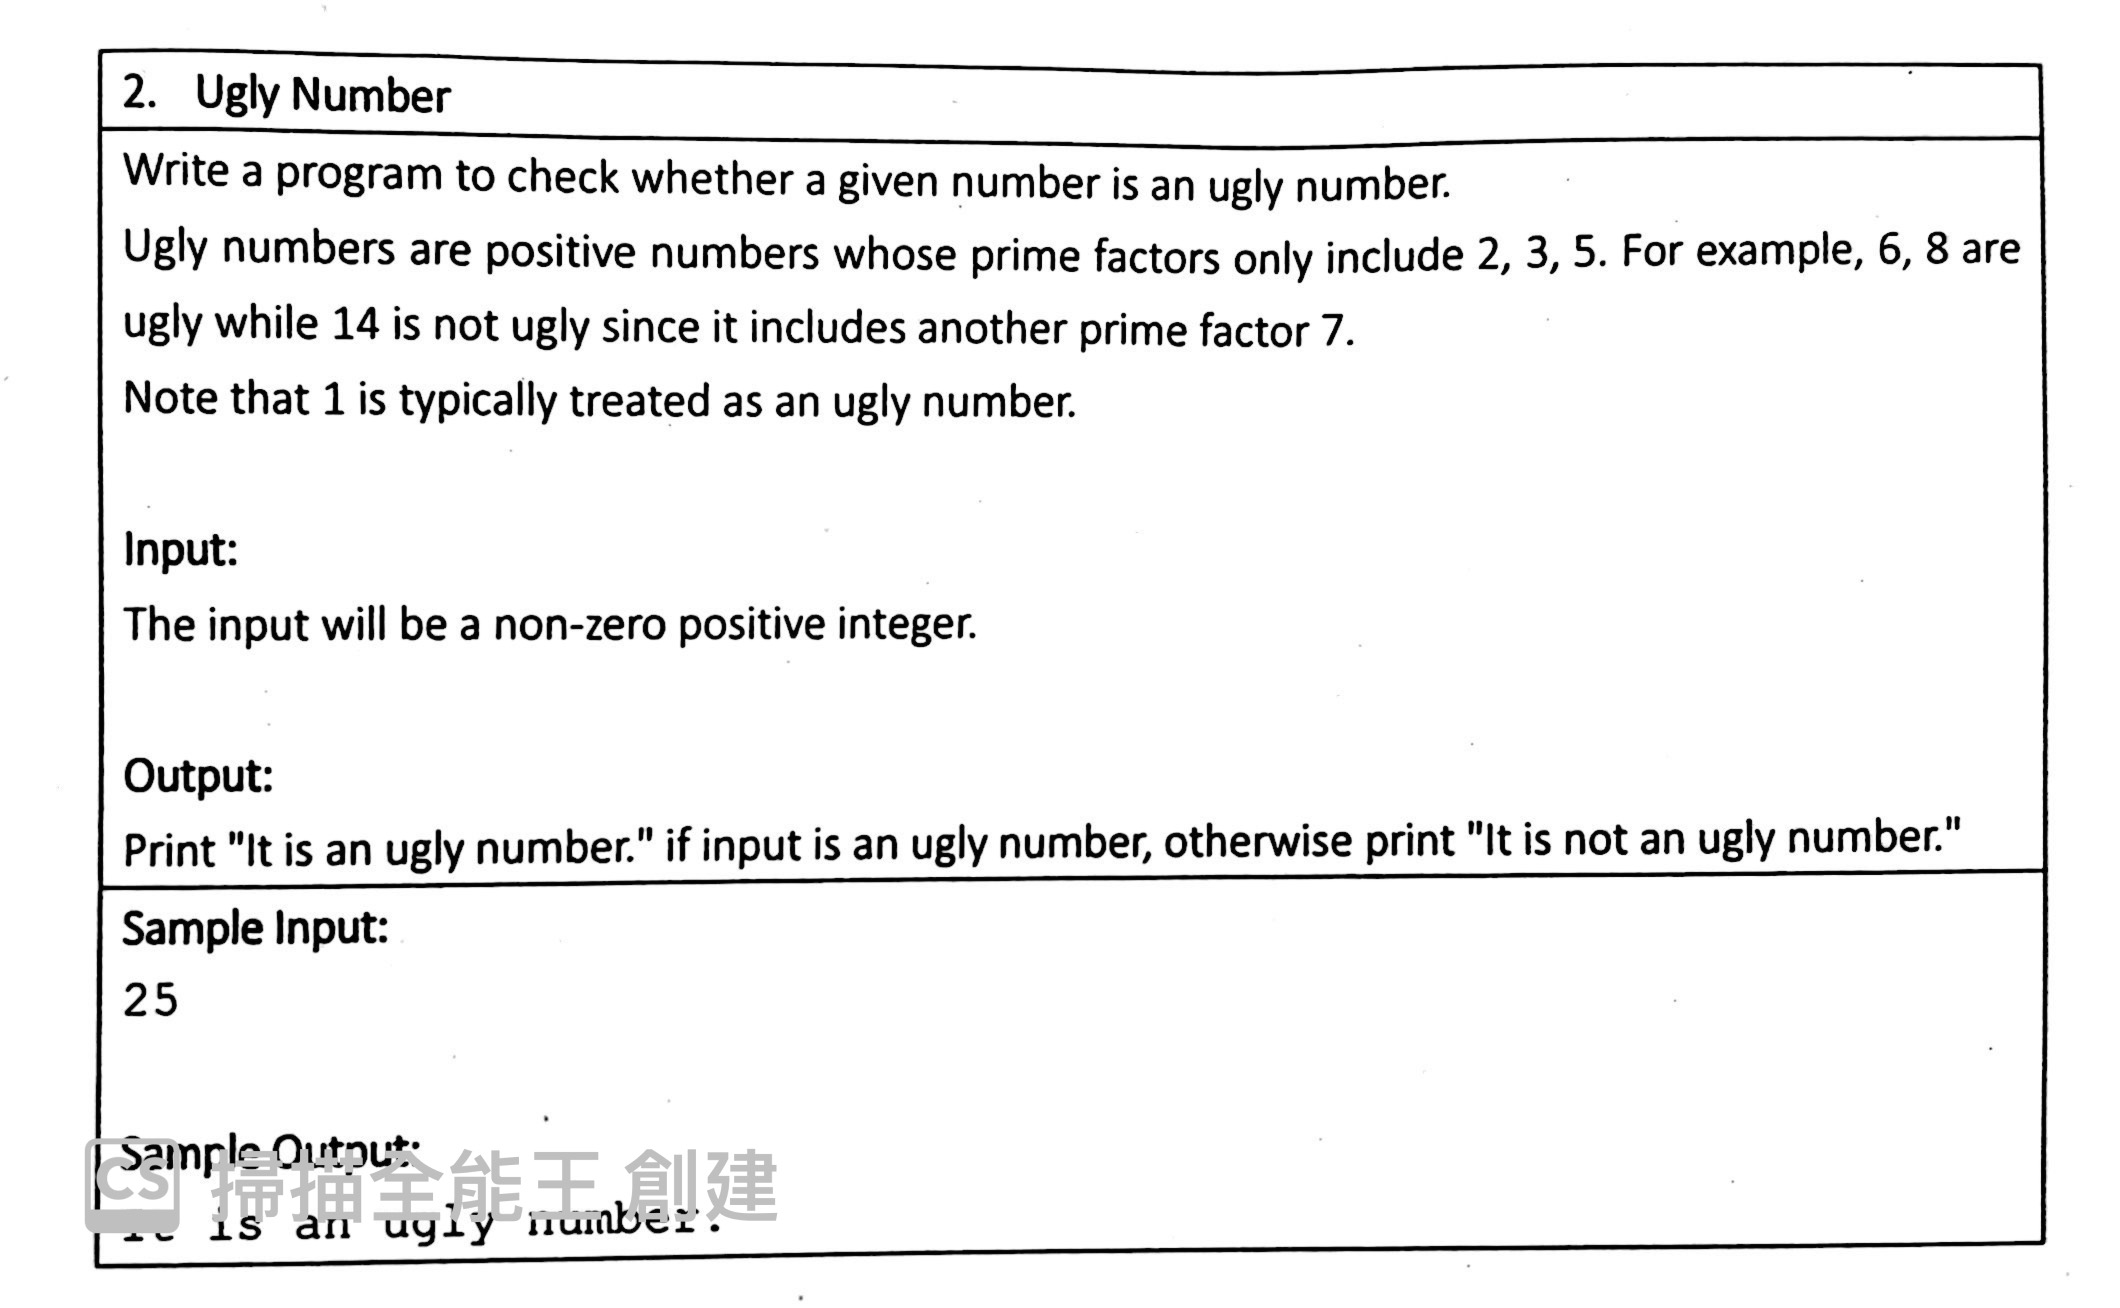 2. Ugly Number
Write a program to check whether a given number is an ugly number.
Ugly numbers are positive numbers whose prime factors only include 2, 3, 5. For example, 6, 8 are
ugly while 14 is not ugly since it includes another prime factor 7.
Note that 1 is typically treated as an ugly number.
Input:
The input will be a non-zero positive integer.
Output:
Print "It is an ugly number." if input is an ugly number, otherwise print "It is not an ugly number."
Sample Input:
25
Sample Output:
CS 掃描全能王 創建
It is an ugly number.